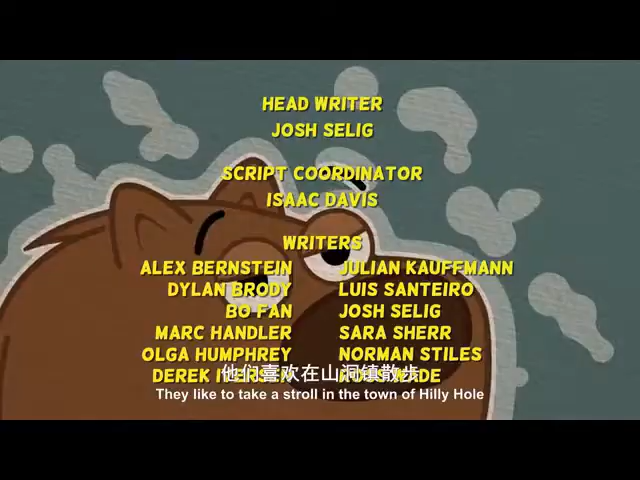 HEAD WRITER
JOSH SELIG
SCRIPT COORDINATOR
ISAAC DAVIS
WRITERS
ALEX BERNSTEIN JULIAN KAUFFMANN
DYLAN BRODY LUIS SANTEIRO
BO FAN JOSH SELIG
MARC HANDLER SARA SHERR
OLGA HUMPHREY NORMAN STILES
DEREK
他们喜欢在山洞镇散步
They like to take a stroll in the town of Hilly Hole